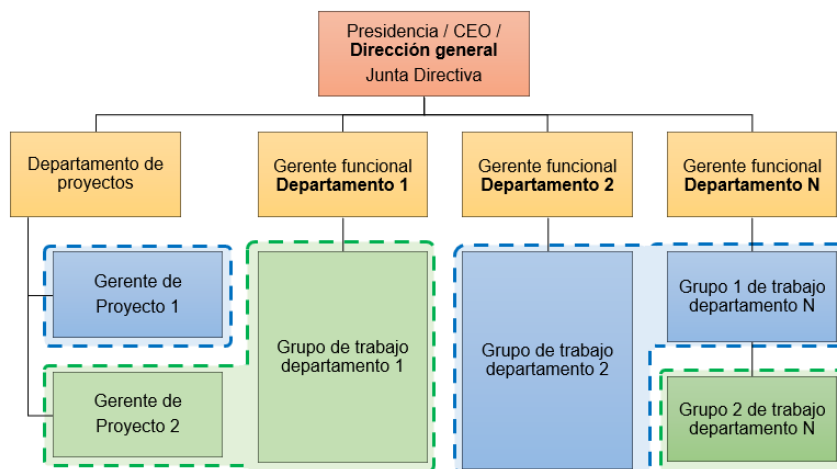 Presidencia / CEO /
Dirección general
Junta Directiva
Departamento de
proyectos
Gerente funcional
Departamento 1
Gerente funcional
Departamento 2
Gerente funcional
Departamento N
Gerente de
Proyecto 1
Gerente de
Proyecto 2
Grupo de trabajo
departamento 1
Grupo de trabajo
departamento 2
Grupo 1 de trabajo
departamento N
Grupo 2 de trabajo
departamento N